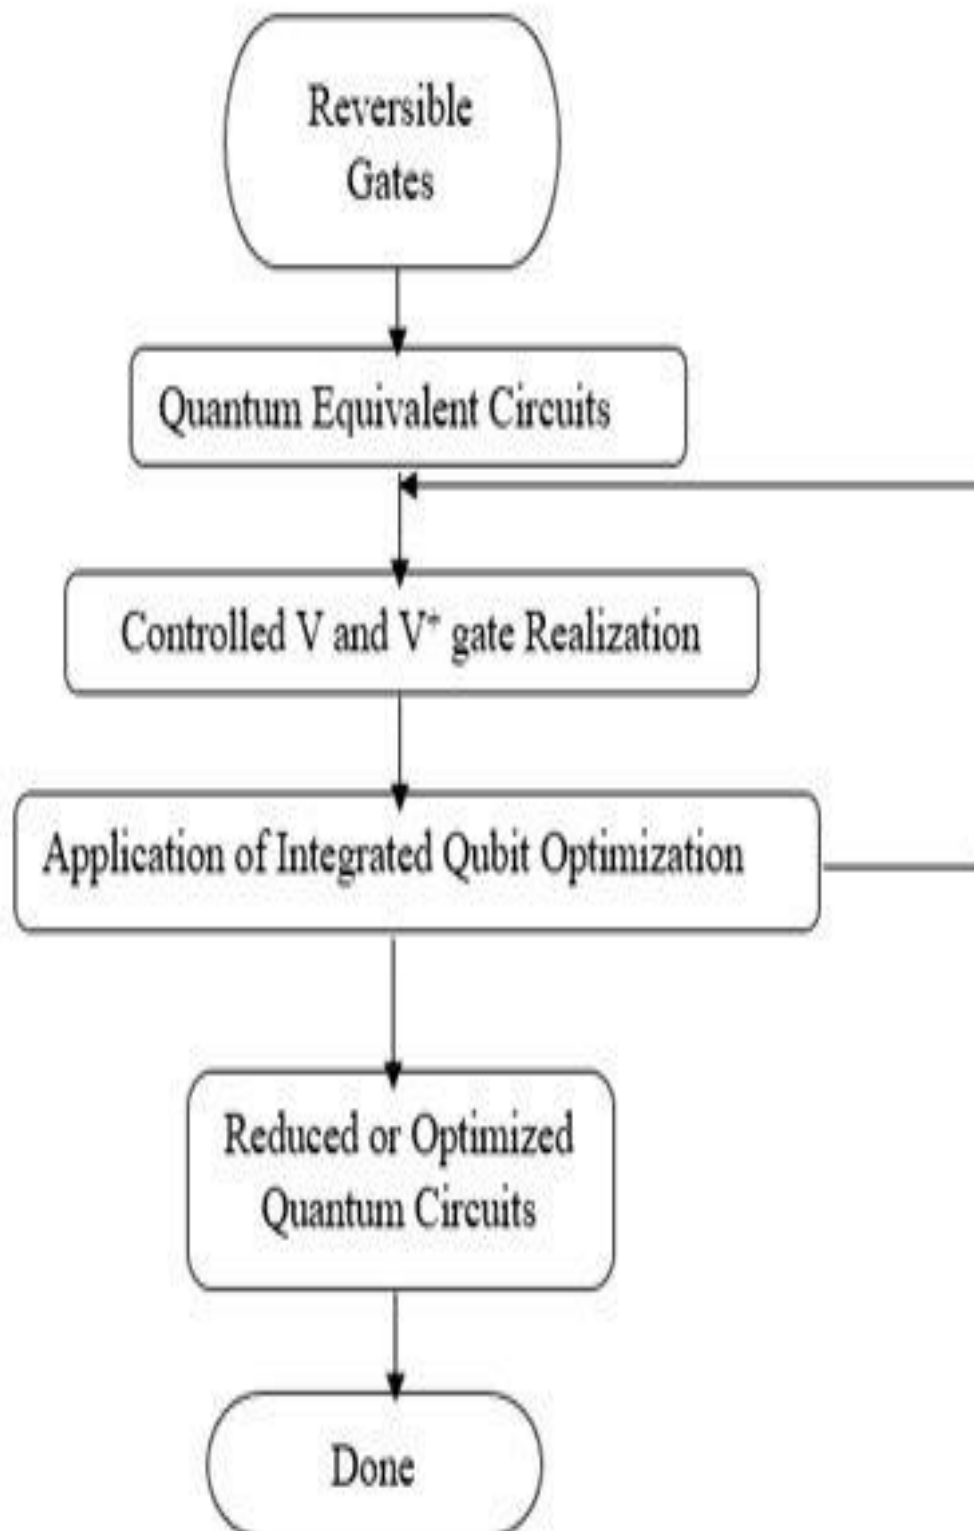 Reversible
Gates
Quantum Equivalent Circuits
Controlled V and V⁺ gate Realization
Application of Integrated Qubit Optimization
Reduced or Optimized
Quantum Circuits
Done